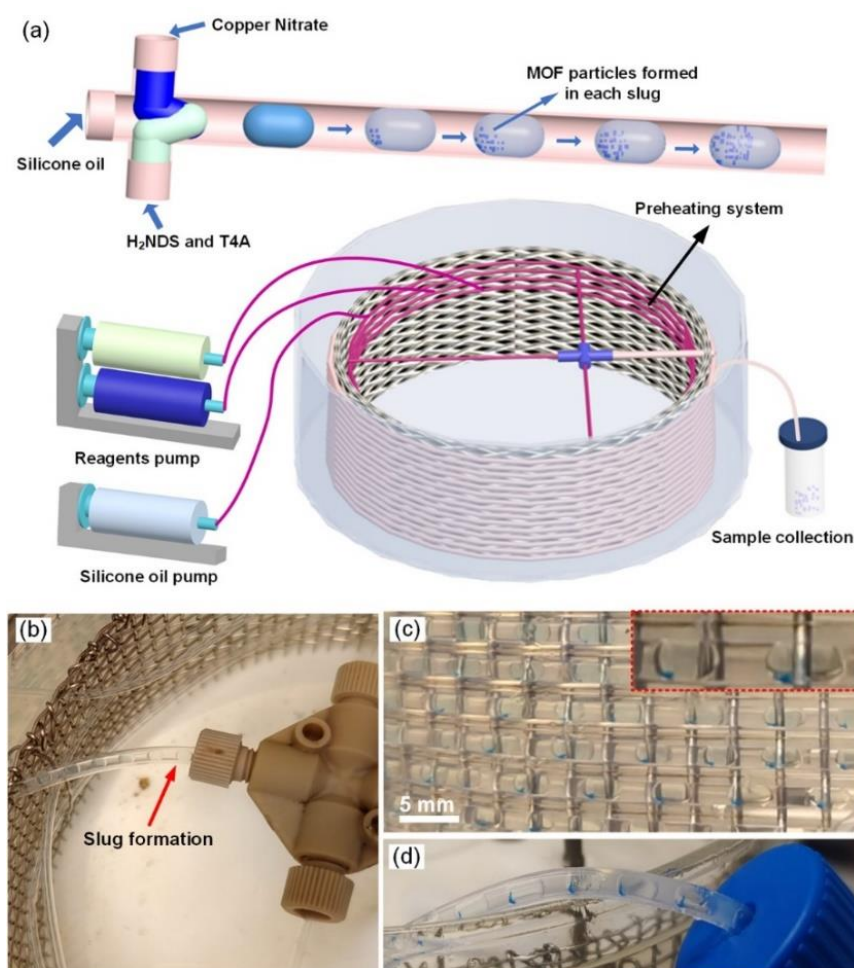 (a)
Copper Nitrate
MOF particles formed
in each slug
Silicone oil
H₂NDS and T4A
Preheating system
Reagents pump
Sample collection
Silicone oil pump
(b)
Slug formation
(c)
5 mm
(d)